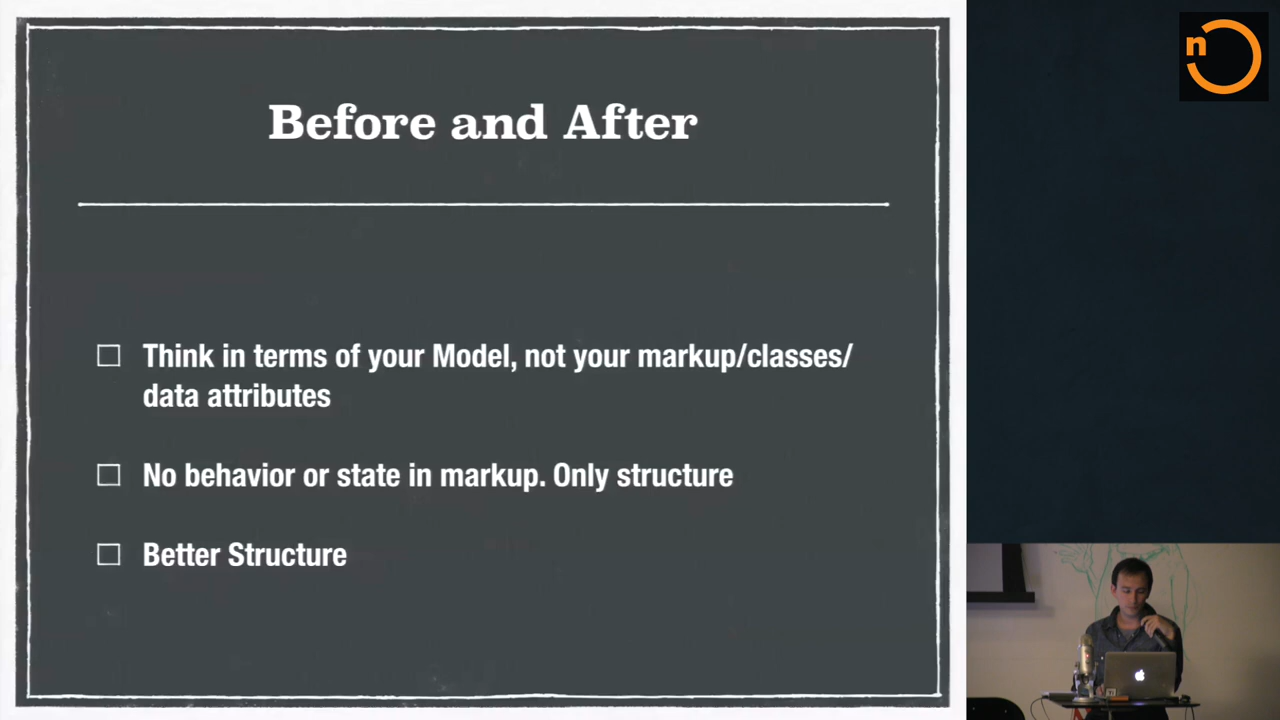 Before and After
Think in terms of your Model, not your markup/classes/
data attributes
No behavior or state in markup. Only structure
Better Structure
n